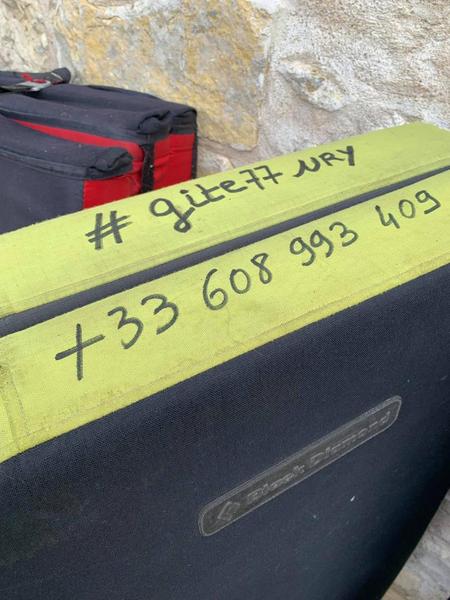 # gite77 NRY
+33 608 993 409
Black Diamond